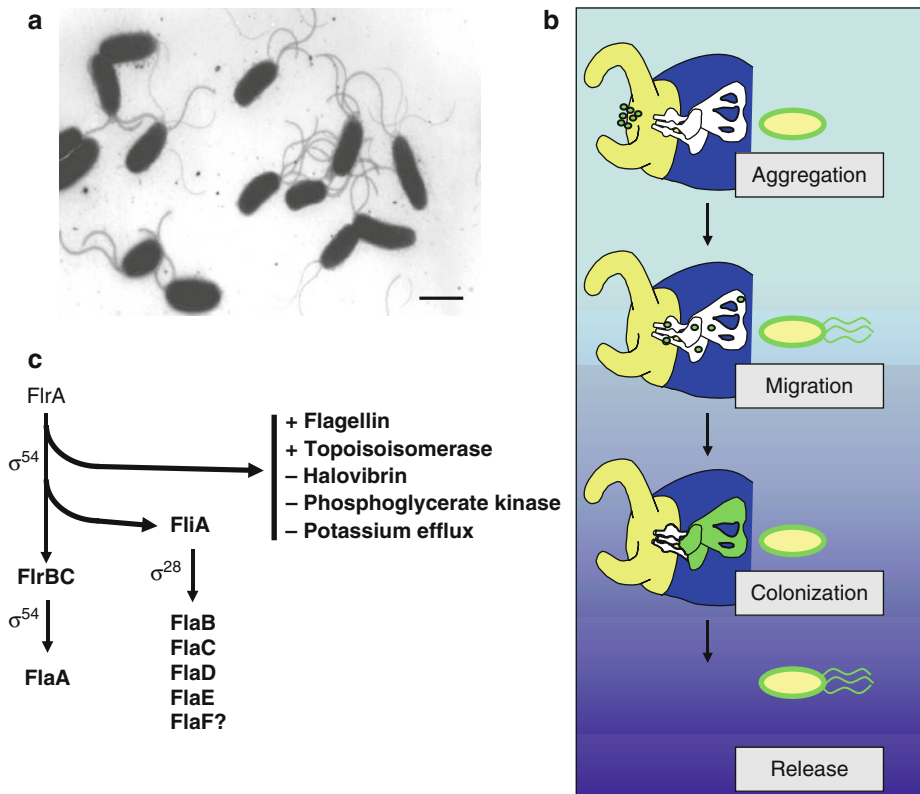 a
b
Aggregation
Migration
Colonization
Release
c
FlrA
σ54
+ Flagellin
+ Topoisoisomerase
– Halovibrin
– Phosphoglycerate kinase
– Potassium efflux
FliA
FlrBC
σ28
σ54
FlaB
FlaC
FlaA
FlaD
FlaE
FlaF?